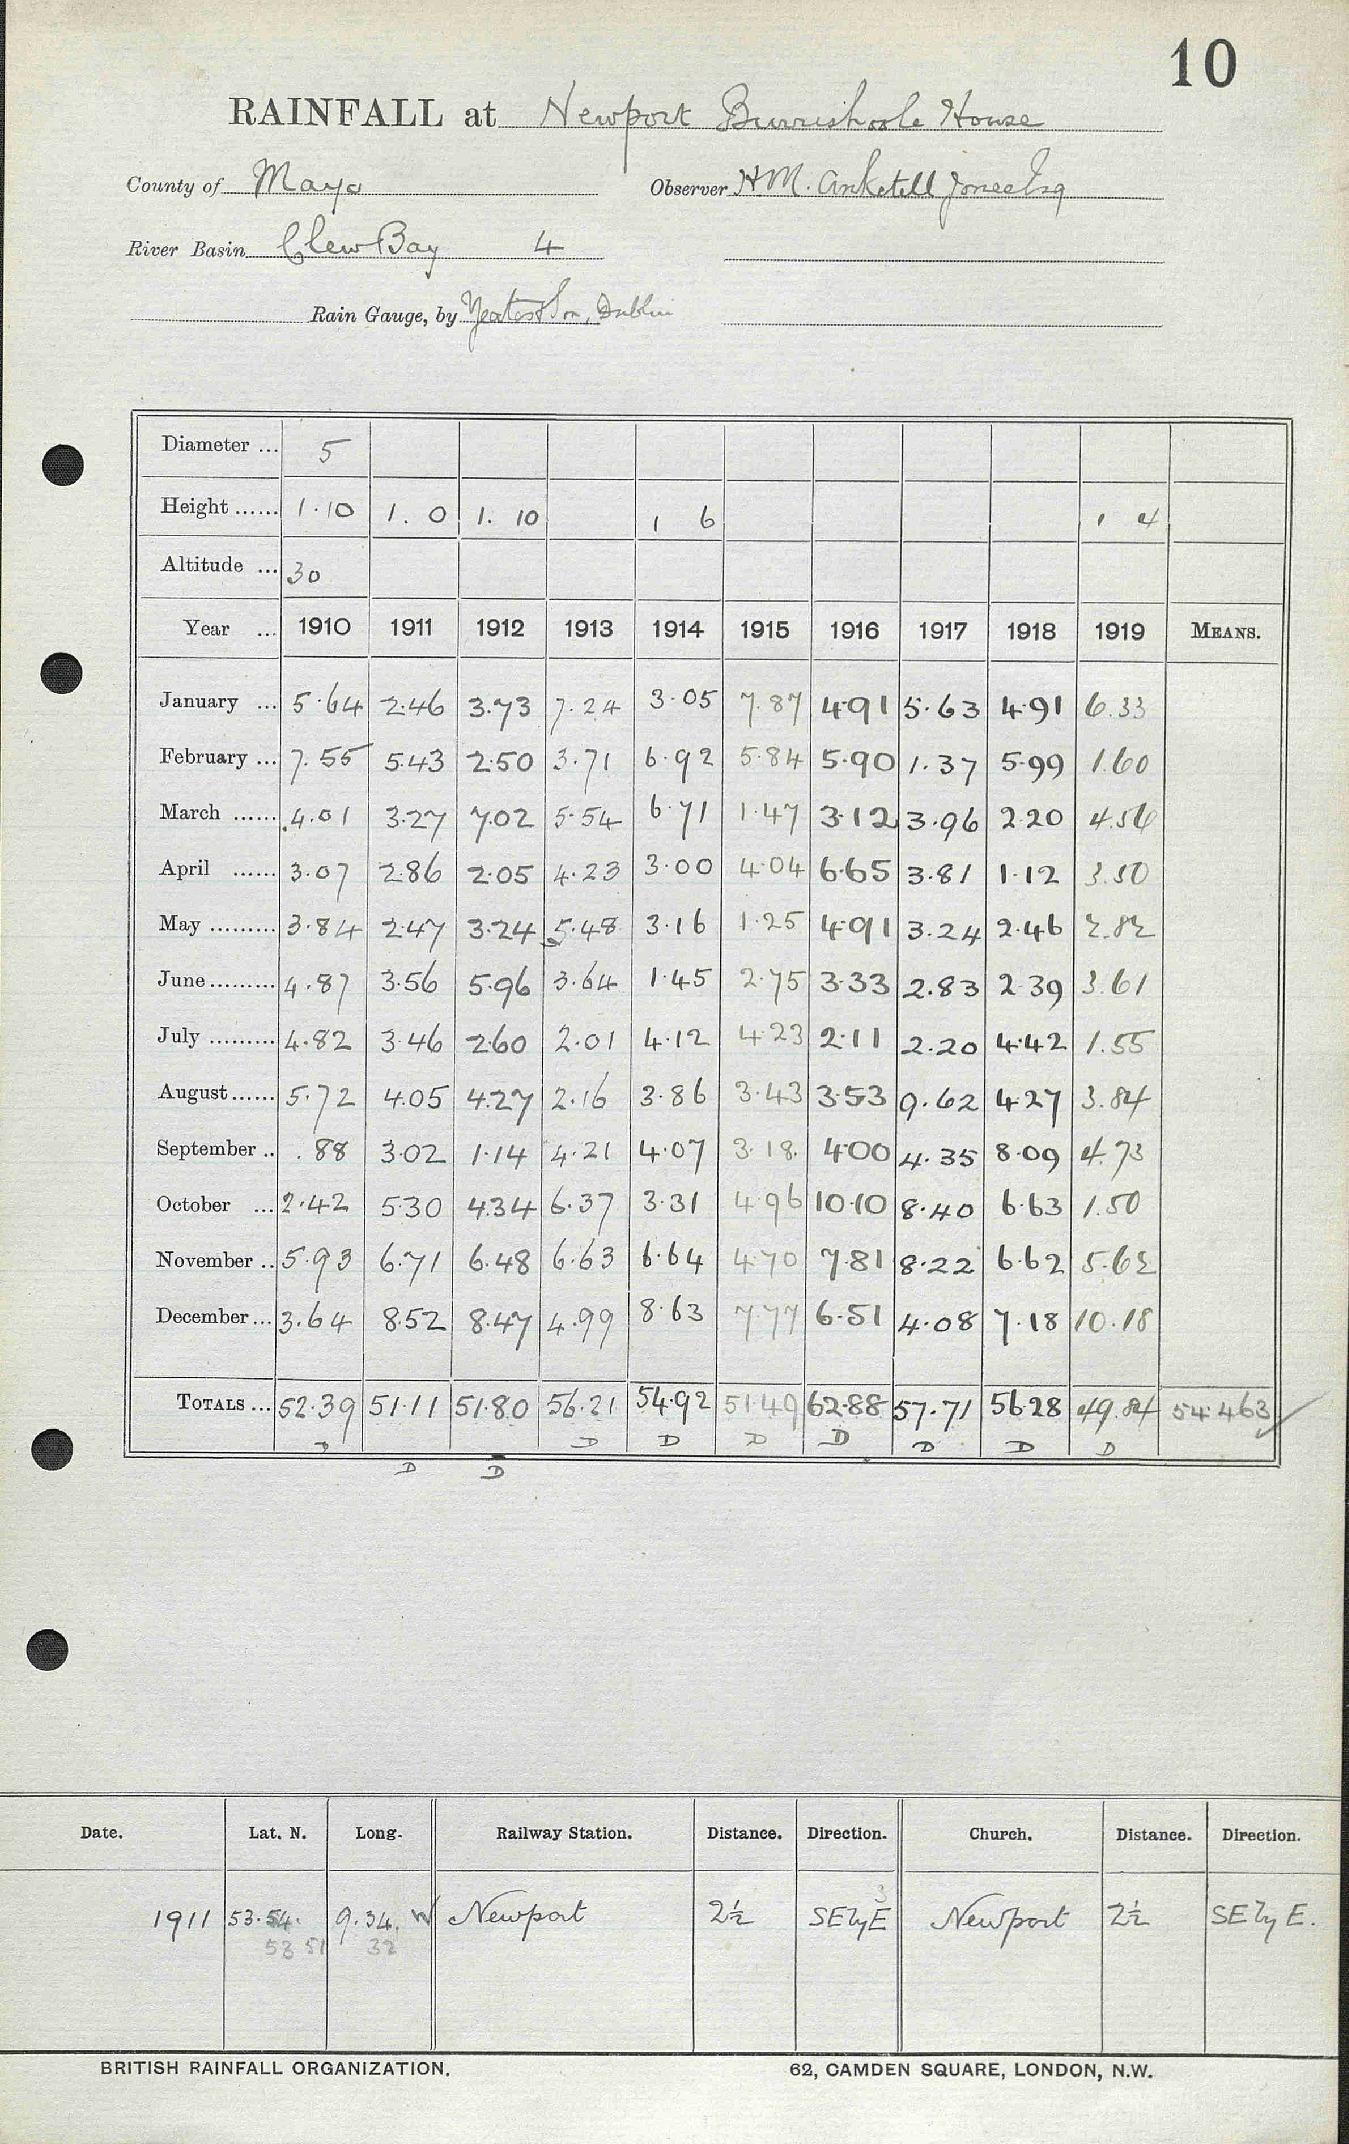 10
RAINFALL at Newport Burrishoole House
County of Mayo Observer H M. Anketell Jones Esq
River Basin Clew Bay 4
Rain Gauge, by Yeates & Son, Dublin
Diameter ... 5
Height ...... 1.10 1. 0 1. 10 1 6 1 4
Altitude ... 30
Year ... 1910 1911 1912 1913 1914 1915 1916 1917 1918 1919 MEANS.
January ... 5.64 2.46 3.73 7.24 3.05 7.87 4.91 5.63 4.91 6.33
February ... 7.55 5.43 2.50 3.71 6.92 5.84 5.90 1.37 5.99 1.60
March ...... 4.01 3.27 7.02 5.54 6.71 1.47 3.12 3.96 2.20 4.56
April ...... 3.07 2.86 2.05 4.23 3.00 4.04 6.65 3.81 1.12 3.50
May ......... 3.84 2.47 3.24 5.48 3.16 1.25 4.91 3.24 2.46 2.82
June ......... 4.87 3.56 5.96 3.64 1.45 2.75 3.33 2.83 2.39 3.61
July ......... 4.82 3.46 2.60 2.01 4.12 4.23 2.11 2.20 4.42 1.55
August ...... 5.72 4.05 4.27 2.16 3.86 3.43 3.53 9.62 4.27 3.84
September .. .88 3.02 1.14 4.21 4.07 3.18. 4.00 4.35 8.09 4.73
October ... 2.42 5.30 4.34 6.37 3.31 4.96 10.10 8.40 6.63 1.50
November .. 5.93 6.71 6.48 6.63 6.64 4.70 7.81 8.22 6.62 5.62
December ... 3.64 8.52 8.47 4.99 8.63 7.77 6.51 4.08 7.18 10.18
TOTALS ... 52.39 51.11 51.80 56.21 54.92 51.49 62.88 57.71 56.28 49.84 54.463
D D D D D D D D D D
Date. Lat. N. Long. Railway Station. Distance. Direction. Church. Distance. Direction.
3
1911 53.54. 9.34. W Newport 2½ SE by E Newport 2½ SE by E.
53 51 32
BRITISH RAINFALL ORGANIZATION. 62, CAMDEN SQUARE, LONDON, N.W.